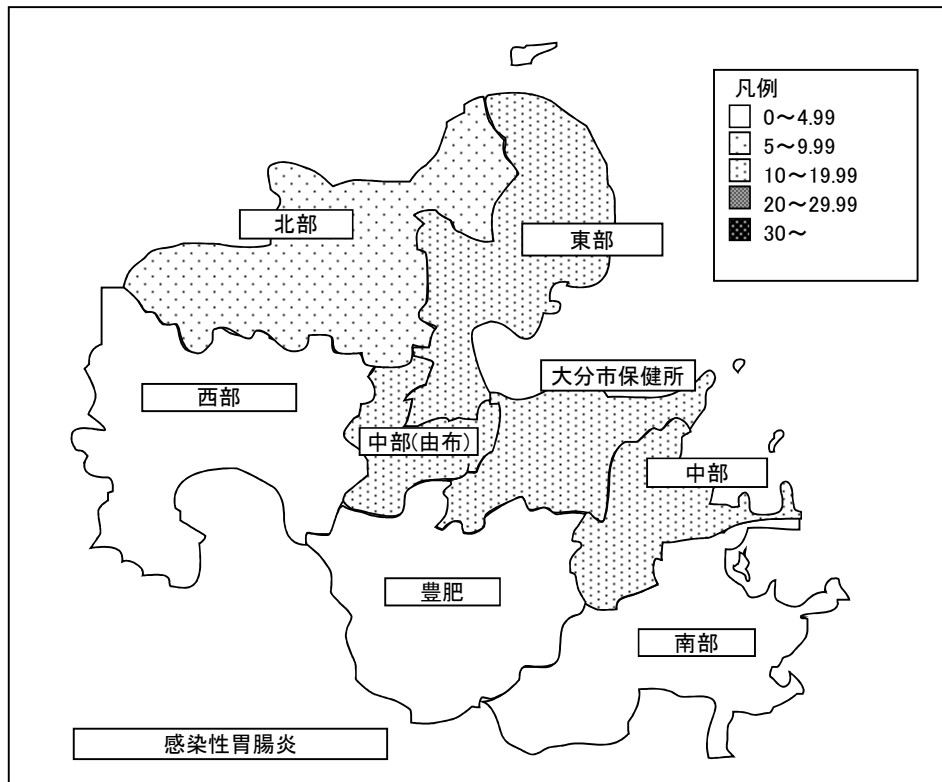 凡例
0～4.99
5～9.99
10～19.99
20～29.99
30～
北部
東部
大分市保健所
西部
中部(由布)
中部
豊肥
南部
感染性胃腸炎